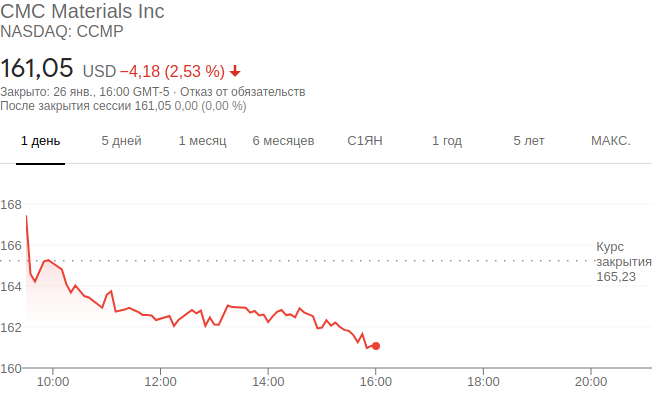 CMC Materials Inc
NASDAQ: CCMP
161,05 USD −4,18 (2,53 %)
Закрыто: 26 янв., 16:00 GMT-5 · Отказ от обязательств
После закрытия сессии 161,05 0,00 (0,00 %)
1 день 5 дней 1 месяц 6 месяцев С1ЯН 1 год 5 лет МАКС.
168
166
164
162
160
Курс
закрытия
165,23
10:00 12:00 14:00 16:00 18:00 20:00